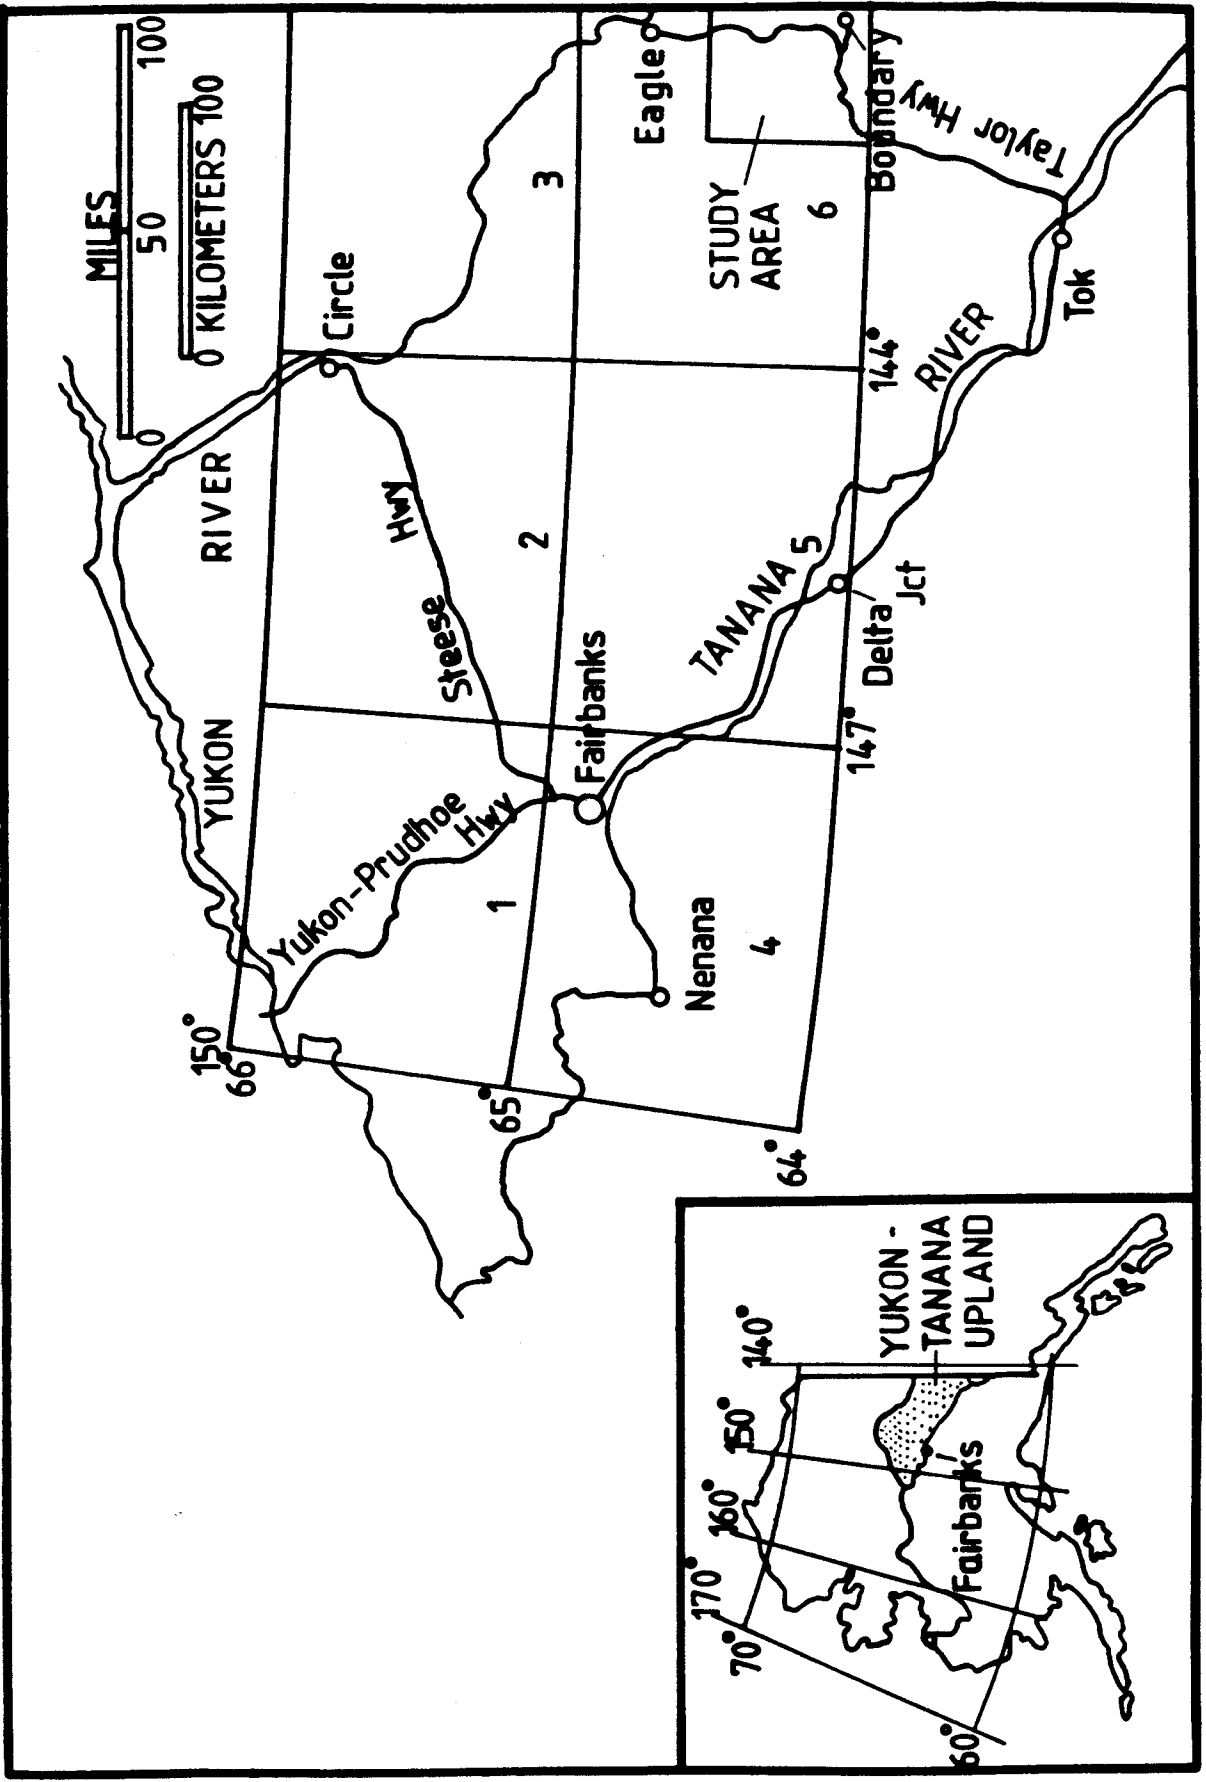 MILES
0 50 100
0 KILOMETERS 100
YUKON RIVER
150°
66°
65°
64°
147°
144°
Circle
Steese Hwy
Yukon-Prudhoe
Hwy
1
2
3
4
5
6
Eagle
STUDY
AREA
Boundary
Taylor Hwy
Fairbanks
TANANA RIVER
Nenana
Delta
Jct
Tok
170°
160°
150°
140°
70°
60°
YUKON-
TANANA
UPLAND
Fairbanks